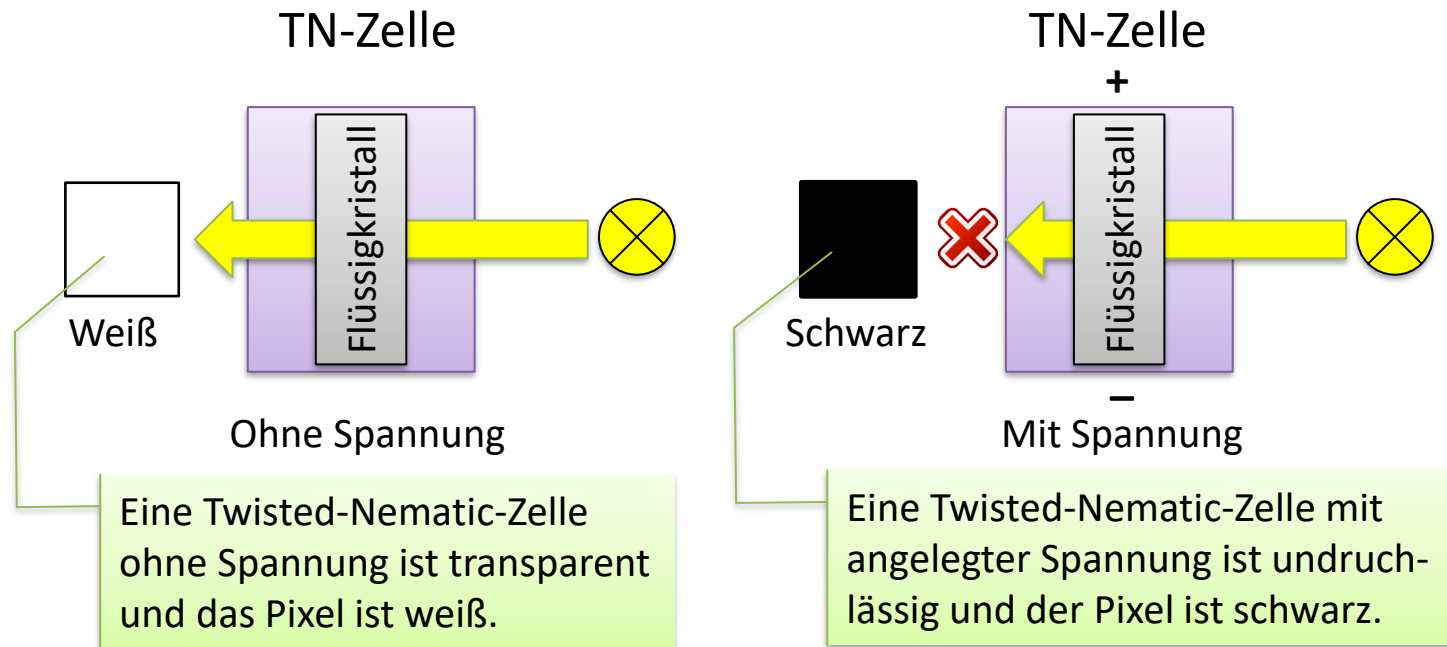 TN-Zelle
Flüssigkristall
Weiß
Ohne Spannung
Eine Twisted-Nematic-Zelle
ohne Spannung ist transparent
und das Pixel ist weiß.
TN-Zelle
+
Flüssigkristall
Schwarz
–
Mit Spannung
Eine Twisted-Nematic-Zelle mit
angelegter Spannung ist undruch-
lässig und der Pixel ist schwarz.